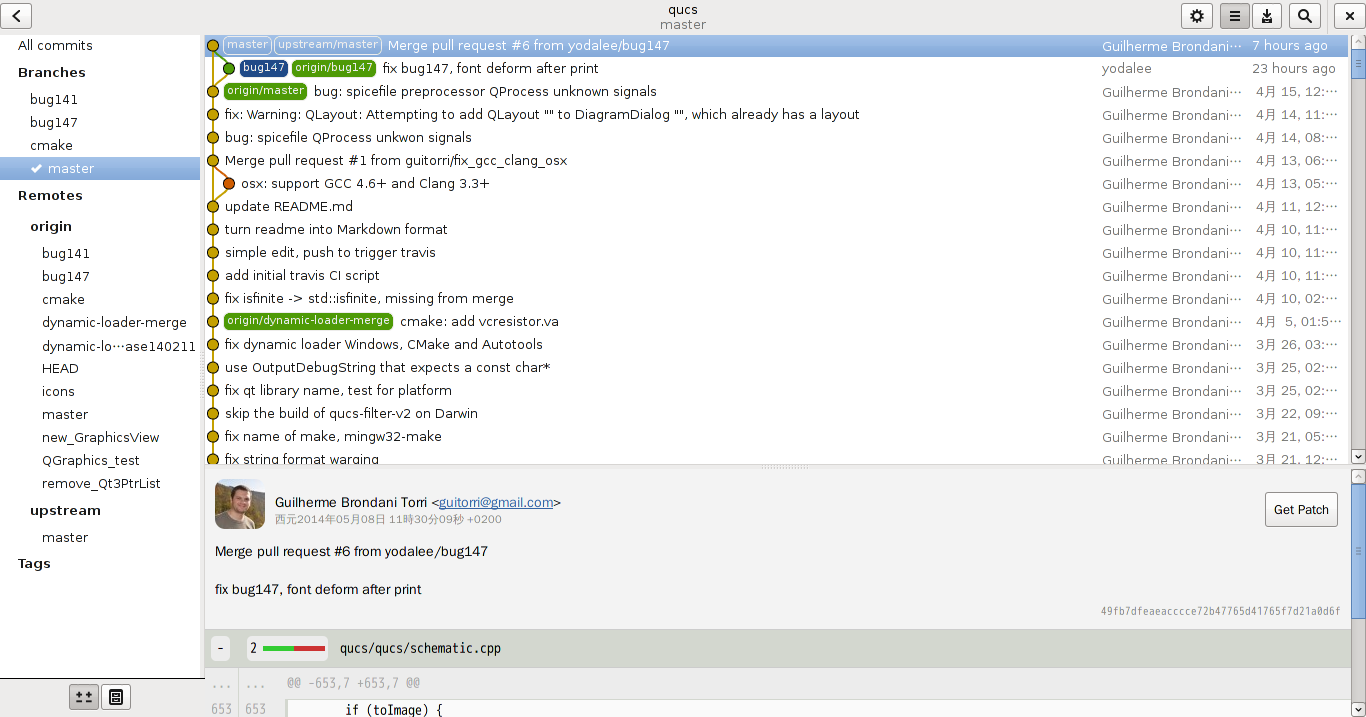 qucs
master
All commits
Branches
bug141
bug147
cmake
master
Remotes
origin
bug141
bug147
cmake
dynamic-loader-merge
dynamic-lo⋯ase140211
HEAD
icons
master
new_GraphicsView
QGraphics_test
remove_Qt3PtrList
upstream
master
Tags
master upstream/master Merge pull request #6 from yodalee/bug147 Guilherme Brondani⋯ 7 hours ago
bug147 origin/bug147 fix bug147, font deform after print yodalee 23 hours ago
origin/master bug: spicefile preprocessor QProcess unknown signals Guilherme Brondani⋯ 4月 15, 12:⋯
fix: Warning: QLayout: Attempting to add QLayout "" to DiagramDialog "", which already has a layout Guilherme Brondani⋯ 4月 14, 11:⋯
bug: spicefile QProcess unkwon signals Guilherme Brondani⋯ 4月 14, 08:⋯
Merge pull request #1 from guitorri/fix_gcc_clang_osx Guilherme Brondani⋯ 4月 13, 06:⋯
osx: support GCC 4.6+ and Clang 3.3+ Guilherme Brondani⋯ 4月 13, 05:⋯
update README.md Guilherme Brondani⋯ 4月 11, 12:⋯
turn readme into Markdown format Guilherme Brondani⋯ 4月 10, 11:⋯
simple edit, push to trigger travis Guilherme Brondani⋯ 4月 10, 11:⋯
add initial travis CI script Guilherme Brondani⋯ 4月 10, 11:⋯
fix isfinite -> std::isfinite, missing from merge Guilherme Brondani⋯ 4月 10, 02:⋯
origin/dynamic-loader-merge cmake: add vcresistor.va Guilherme Brondani⋯ 4月 5, 01:5⋯
fix dynamic loader Windows, CMake and Autotools Guilherme Brondani⋯ 3月 26, 03:⋯
use OutputDebugString that expects a const char* Guilherme Brondani⋯ 3月 25, 02:⋯
fix qt library name, test for platform Guilherme Brondani⋯ 3月 25, 02:⋯
skip the build of qucs-filter-v2 on Darwin Guilherme Brondani⋯ 3月 22, 09:⋯
fix name of make, mingw32-make Guilherme Brondani⋯ 3月 21, 05:⋯
fix string format warging Guilherme Brondani⋯ 3月 21, 12:⋯
Guilherme Brondani Torri <guitorri@gmail.com>
西元2014年05月08日 11時30分09秒 +0200
Get Patch
Merge pull request #6 from yodalee/bug147
fix bug147, font deform after print
49fb7dfeaeacccce72b47765d41765f7d21a0d6f
- 2 qucs/qucs/schematic.cpp
... ... @@ -653,7 +653,7 @@
653 653 if (toImage) {